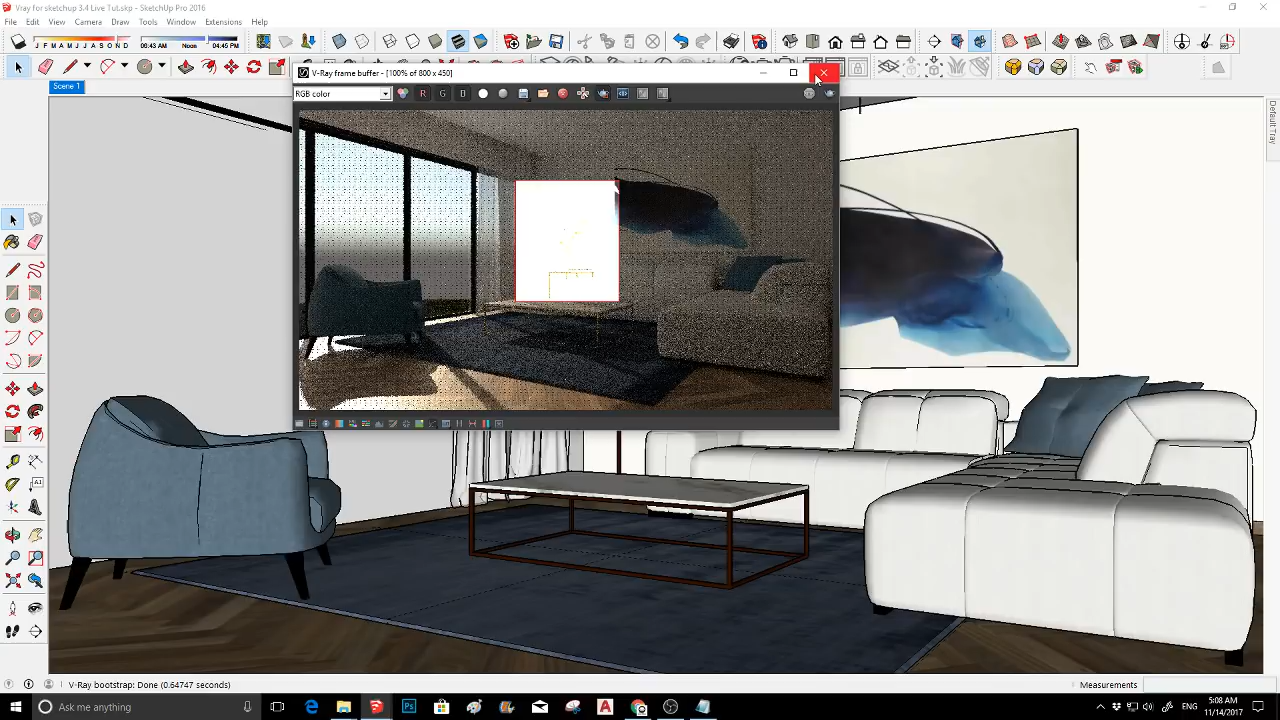 Vray for sketchup 3.4 Live Tut.skp - SketchUp Pro 2016
File Edit View Camera Draw Tools Window Extensions
J F M A M J J A S O N D 06:43 AM Noon 04:45 PM
V-Ray frame buffer - [100% of 800 x 450]
Scene 1
RGB color
R G B
Default Tray
V-Ray bootstrap: Done (0.64747 seconds)
Measurements
Ask me anything
ENG
5:08 AM
11/14/2017